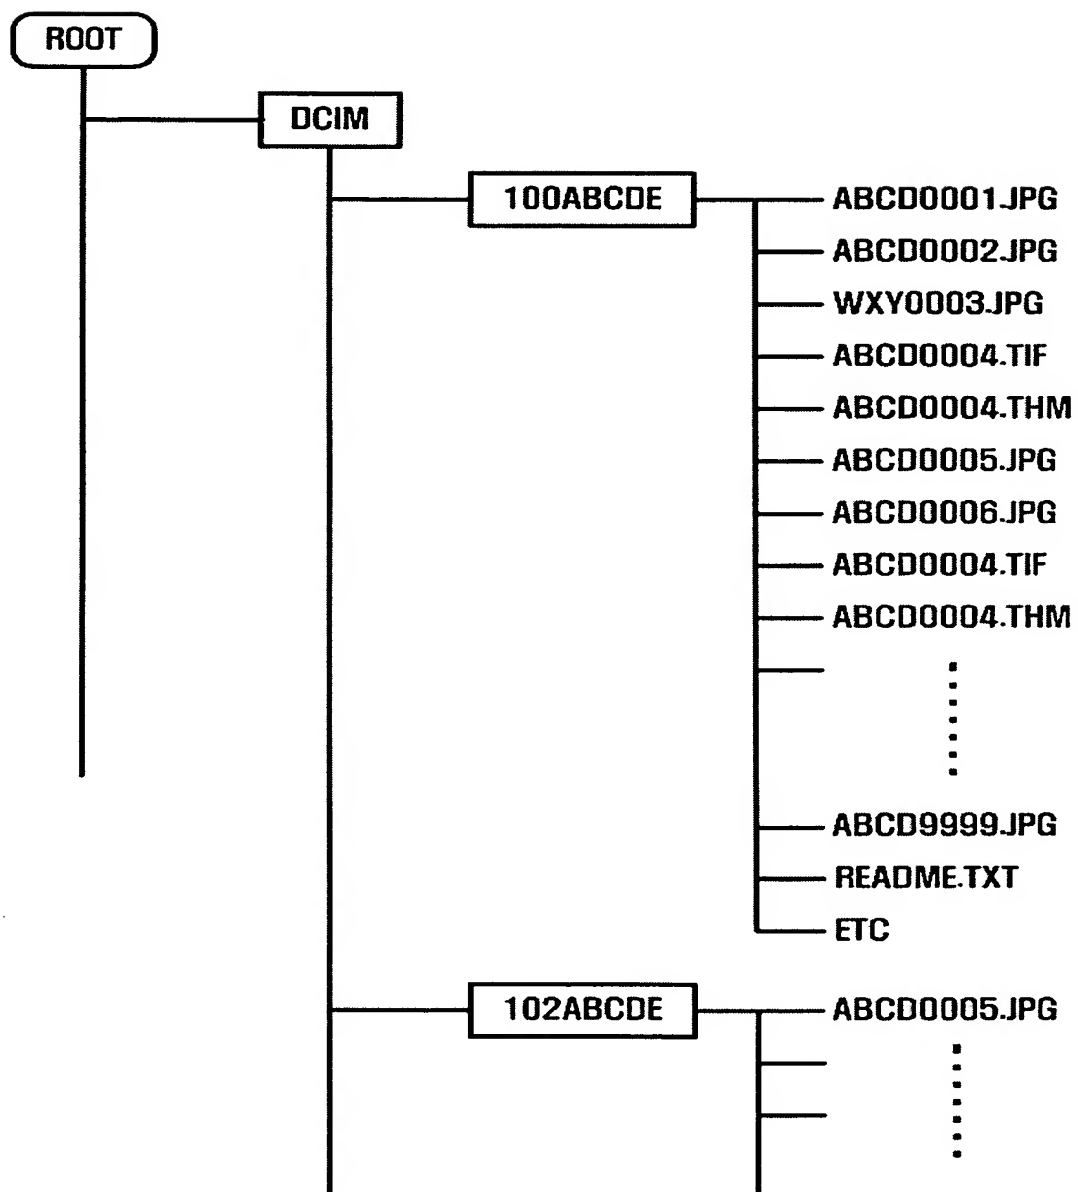 ROOT
DCIM
100ABCDE
ABCD0001.JPG
ABCD0002.JPG
WXY0003.JPG
ABCD0004.TIF
ABCD0004.THM
ABCD0005.JPG
ABCD0006.JPG
ABCD0004.TIF
ABCD0004.THM
ABCD9999.JPG
README.TXT
ETC
102ABCDE
ABCD0005.JPG